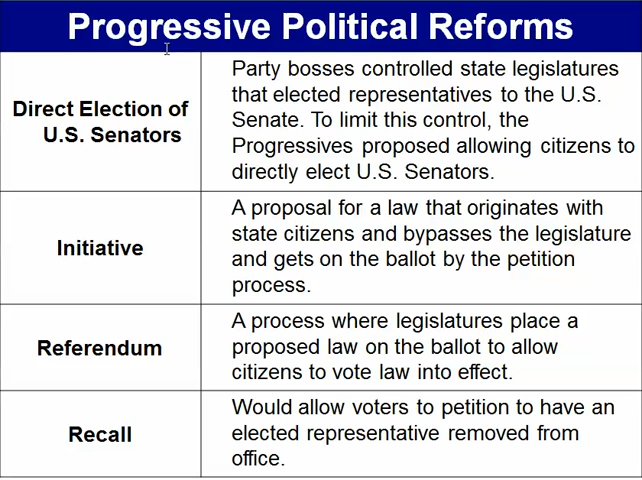 Progressive Political Reforms
Direct Election of
U.S. Senators
Party bosses controlled state legislatures
that elected representatives to the U.S.
Senate. To limit this control, the
Progressives proposed allowing citizens to
directly elect U.S. Senators.
Initiative
A proposal for a law that originates with
state citizens and bypasses the legislature
and gets on the ballot by the petition
process.
Referendum
A process where legislatures place a
proposed law on the ballot to allow
citizens to vote law into effect.
Recall
Would allow voters to petition to have an
elected representative removed from
office.